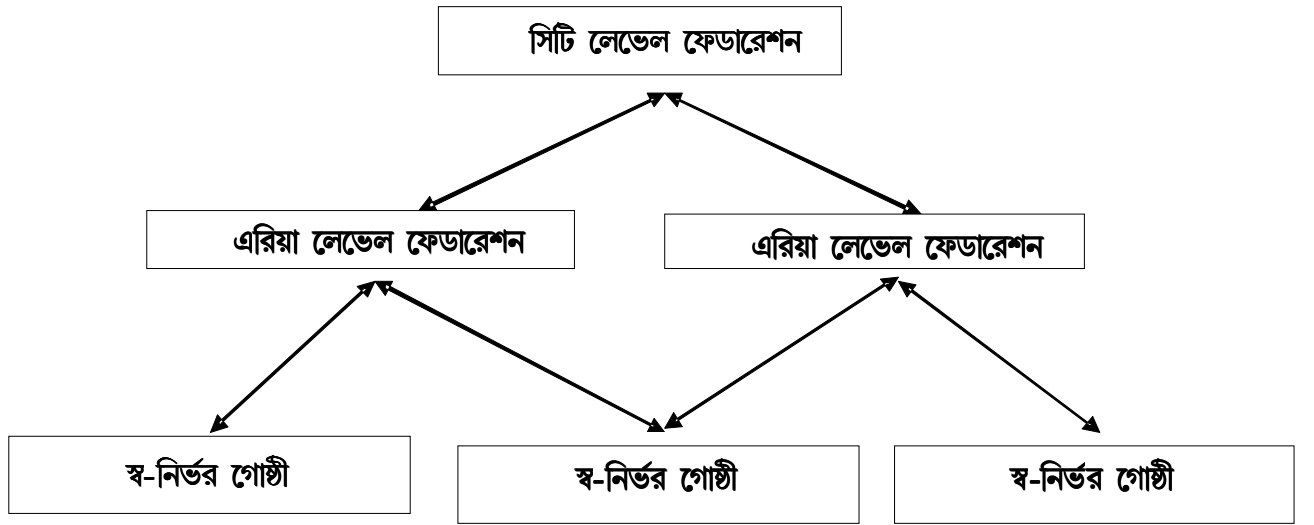 সিটি লেভেল ফেডারেশন
এরিয়া লেভেল ফেডারেশন
এরিয়া লেভেল ফেডারেশন
স্ব-নির্ভর গোষ্ঠী
স্ব-নির্ভর গোষ্ঠী
স্ব-নির্ভর গোষ্ঠী